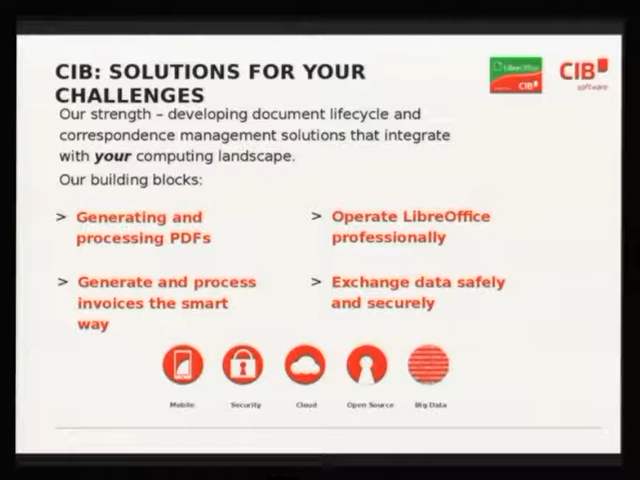 CIB: SOLUTIONS FOR YOUR
CHALLENGES
LibreOffice
CIB
CIB
software
Our strength – developing document lifecycle and
correspondence management solutions that integrate
with your computing landscape.
Our building blocks:
> Generating and
processing PDFs
> Operate LibreOffice
professionally
> Generate and process
invoices the smart
way
> Exchange data safely
and securely
Mobile
Security
Cloud
Open Source
Big Data